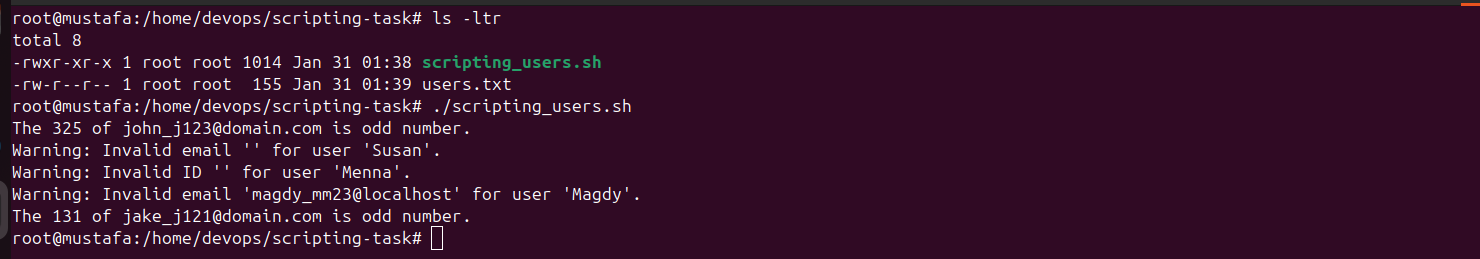 root@mustafa:/home/devops/scripting-task# ls -ltr
total 8
-rwxr-xr-x 1 root root 1014 Jan 31 01:38 scripting_users.sh
-rw-r--r-- 1 root root  155 Jan 31 01:39 users.txt
root@mustafa:/home/devops/scripting-task# ./scripting_users.sh
The 325 of john_j123@domain.com is odd number.
Warning: Invalid email '' for user 'Susan'.
Warning: Invalid ID '' for user 'Menna'.
Warning: Invalid email 'magdy_mm23@localhost' for user 'Magdy'.
The 131 of jake_j121@domain.com is odd number.
root@mustafa:/home/devops/scripting-task#